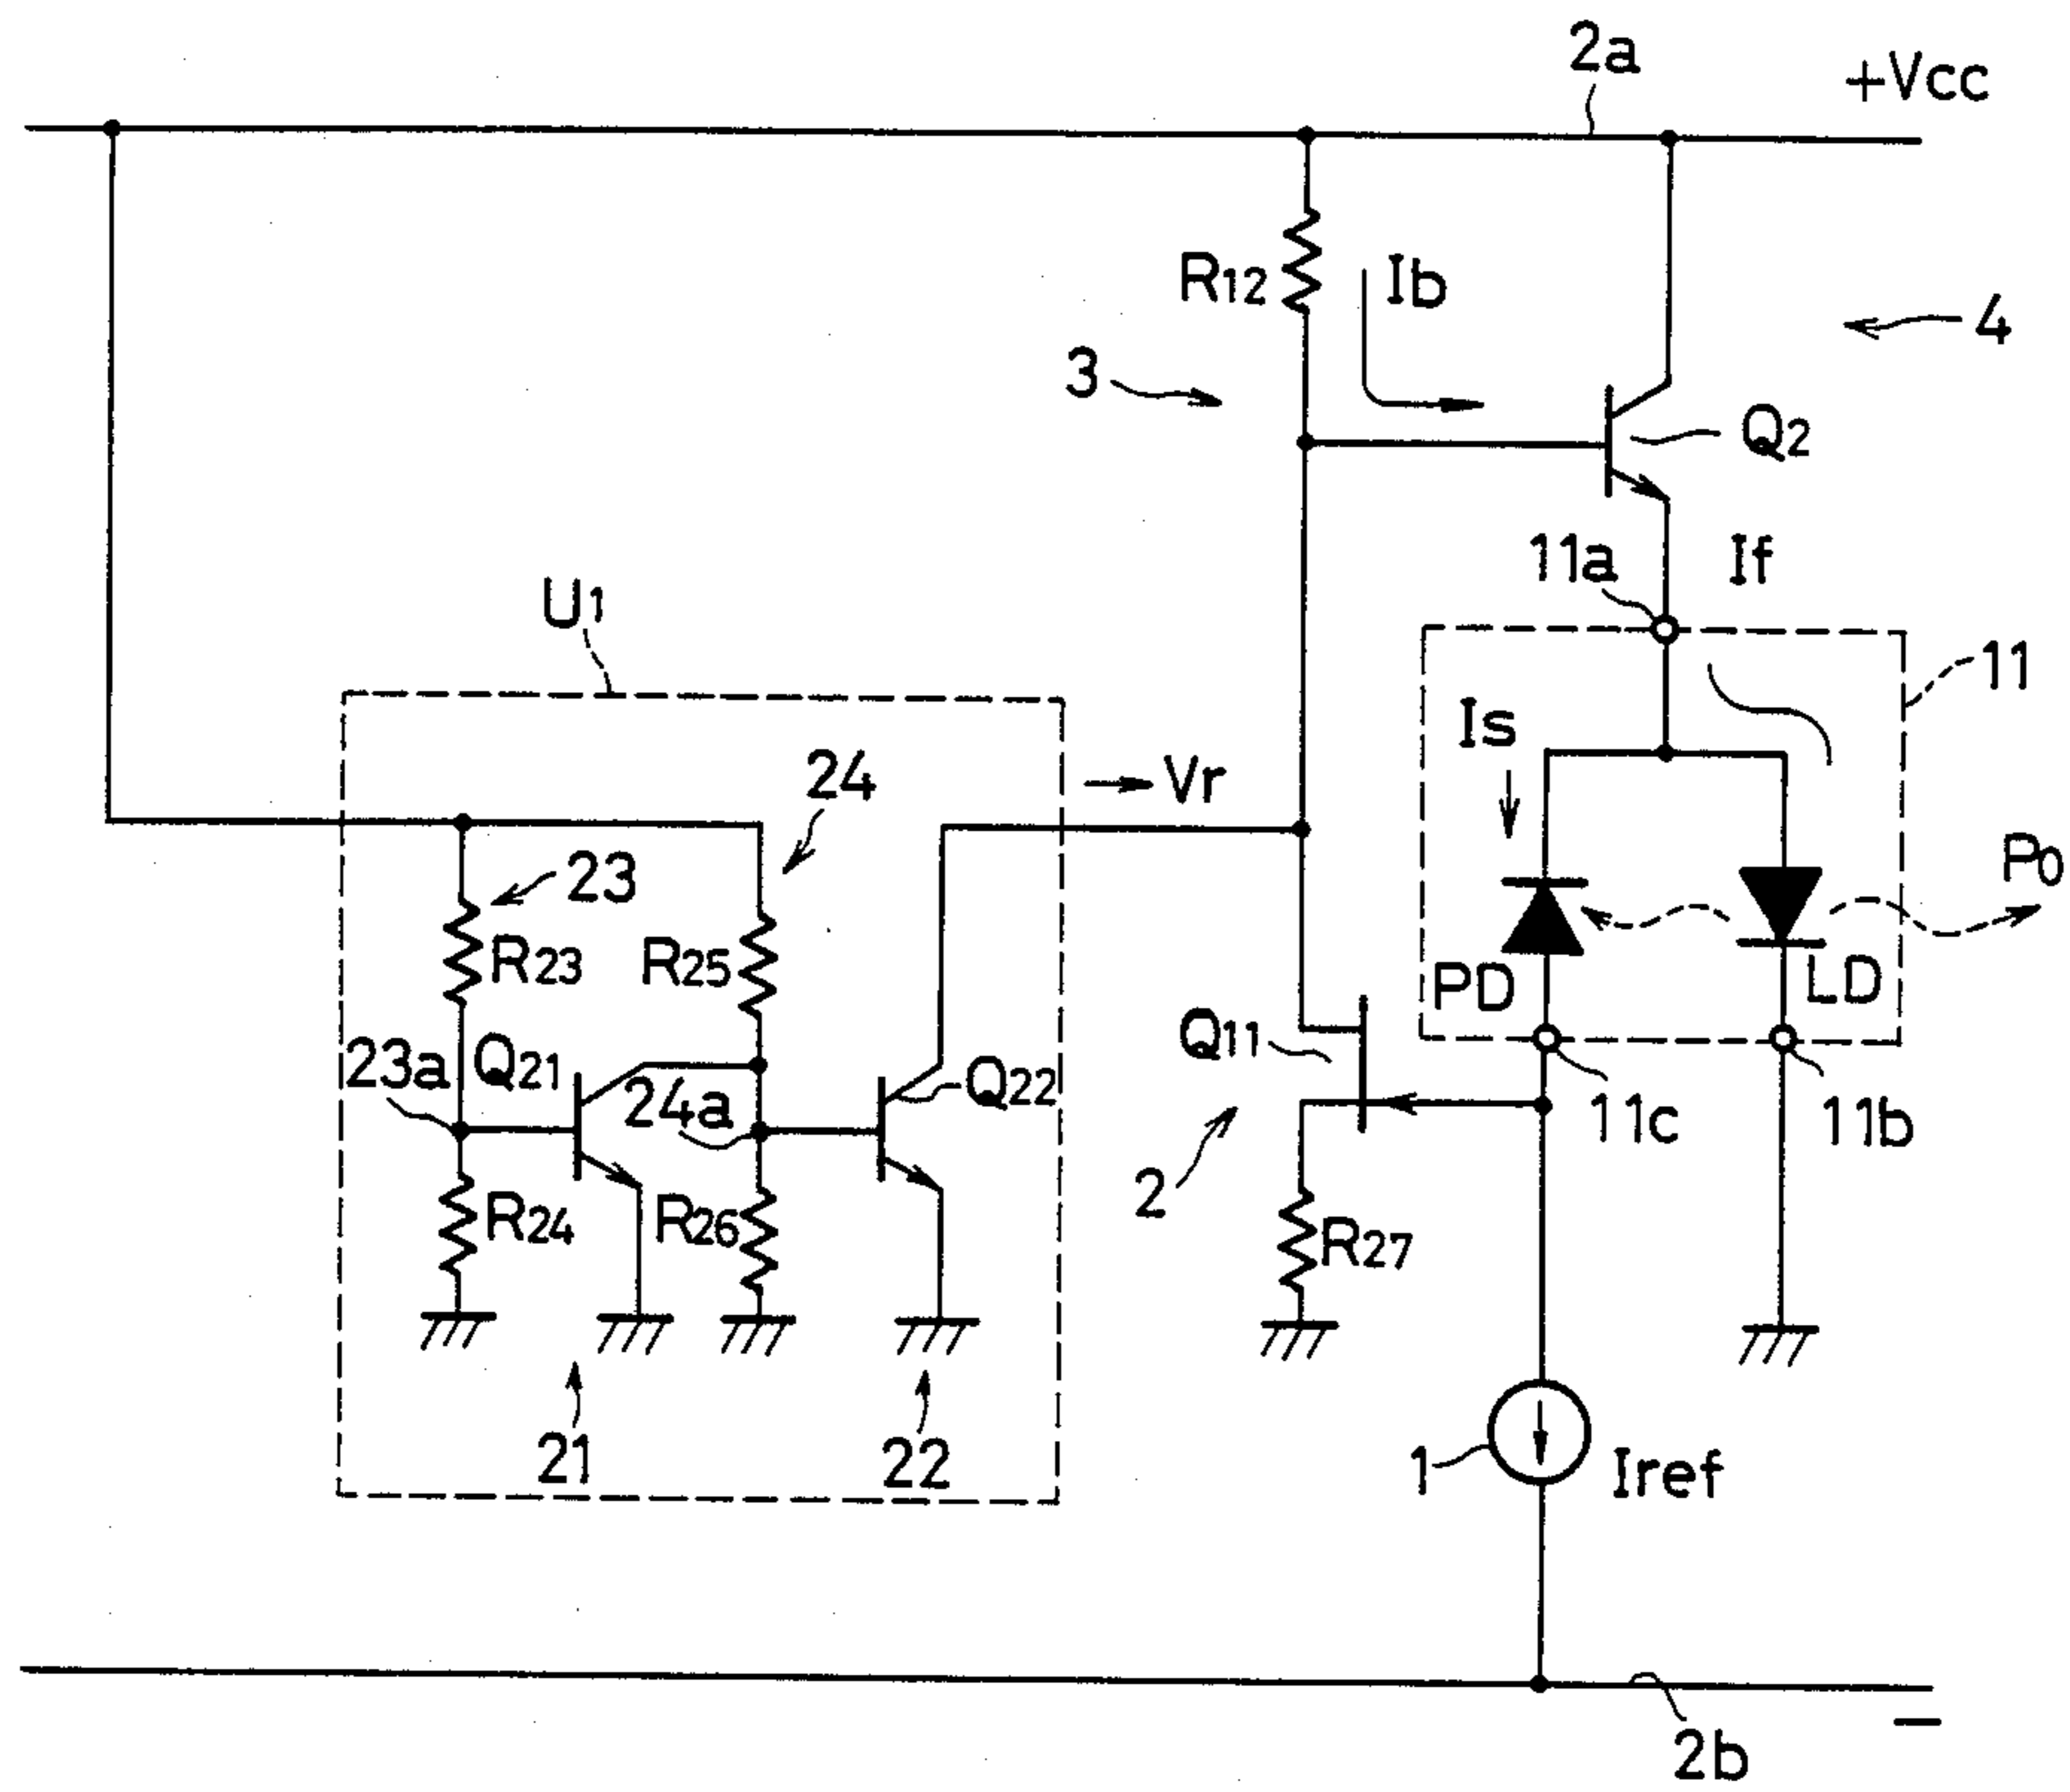 2a
+Vcc
R12
Ib
4
3
Q2
11a
If
U1
11
Is
24
Vr
23
P0
R23
R25
PD
LD
Q11
23a
Q21
24a
Q22
11c
11b
2
R24
R26
R27
21
22
1
Iref
2b
−